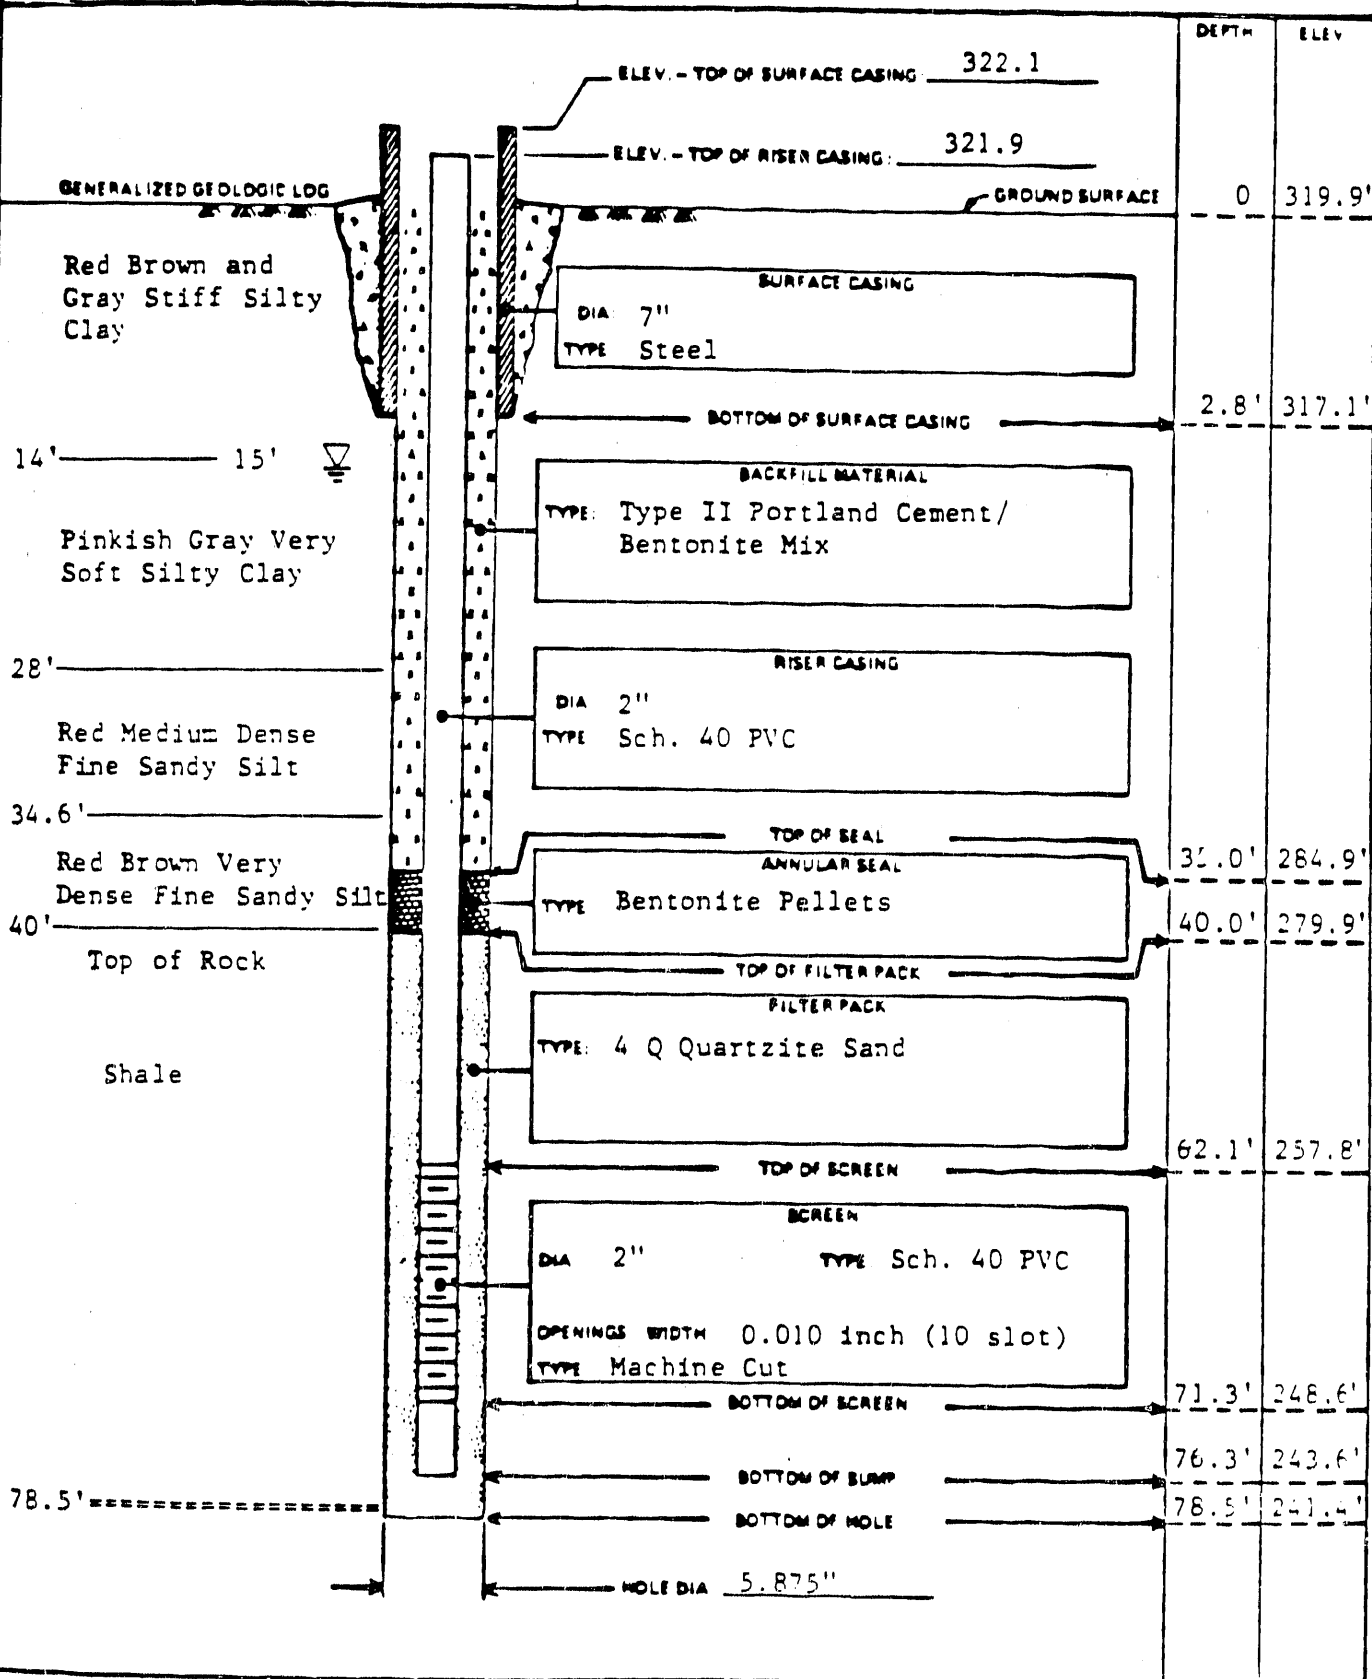 DEPTH ELEV
ELEV. - TOP OF SURFACE CASING: 322.1
ELEV. - TOP OF RISER CASING: 321.9
GENERALIZED GEOLOGIC LOG
GROUND SURFACE 0 319.9'
Red Brown and
Gray Stiff Silty
Clay
SURFACE CASING
DIA 7"
TYPE Steel
BOTTOM OF SURFACE CASING 2.8' 317.1'
14' 15'
BACKFILL MATERIAL
TYPE: Type II Portland Cement/
Bentonite Mix
Pinkish Gray Very
Soft Silty Clay
28'
RISER CASING
DIA 2"
TYPE Sch. 40 PVC
Red Medium Dense
Fine Sandy Silt
34.6'
TOP OF SEAL 284.9'
Red Brown Very
Dense Fine Sandy Silt
ANNULAR SEAL
TYPE Bentonite Pellets
40'
TOP OF FILTER PACK 40.0' 279.9'
Top of Rock
FILTER PACK
TYPE: 4 Q Quartzite Sand
Shale
TOP OF SCREEN 62.1' 257.8'
SCREEN
DIA 2" TYPE Sch. 40 PVC
OPENINGS WIDTH 0.010 inch (10 slot)
TYPE Machine Cut
BOTTOM OF SCREEN 71.3' 248.6'
BOTTOM OF SUMP 76.3' 243.6'
78.5'
BOTTOM OF HOLE 78.5' 241.4'
HOLE DIA 5.875"